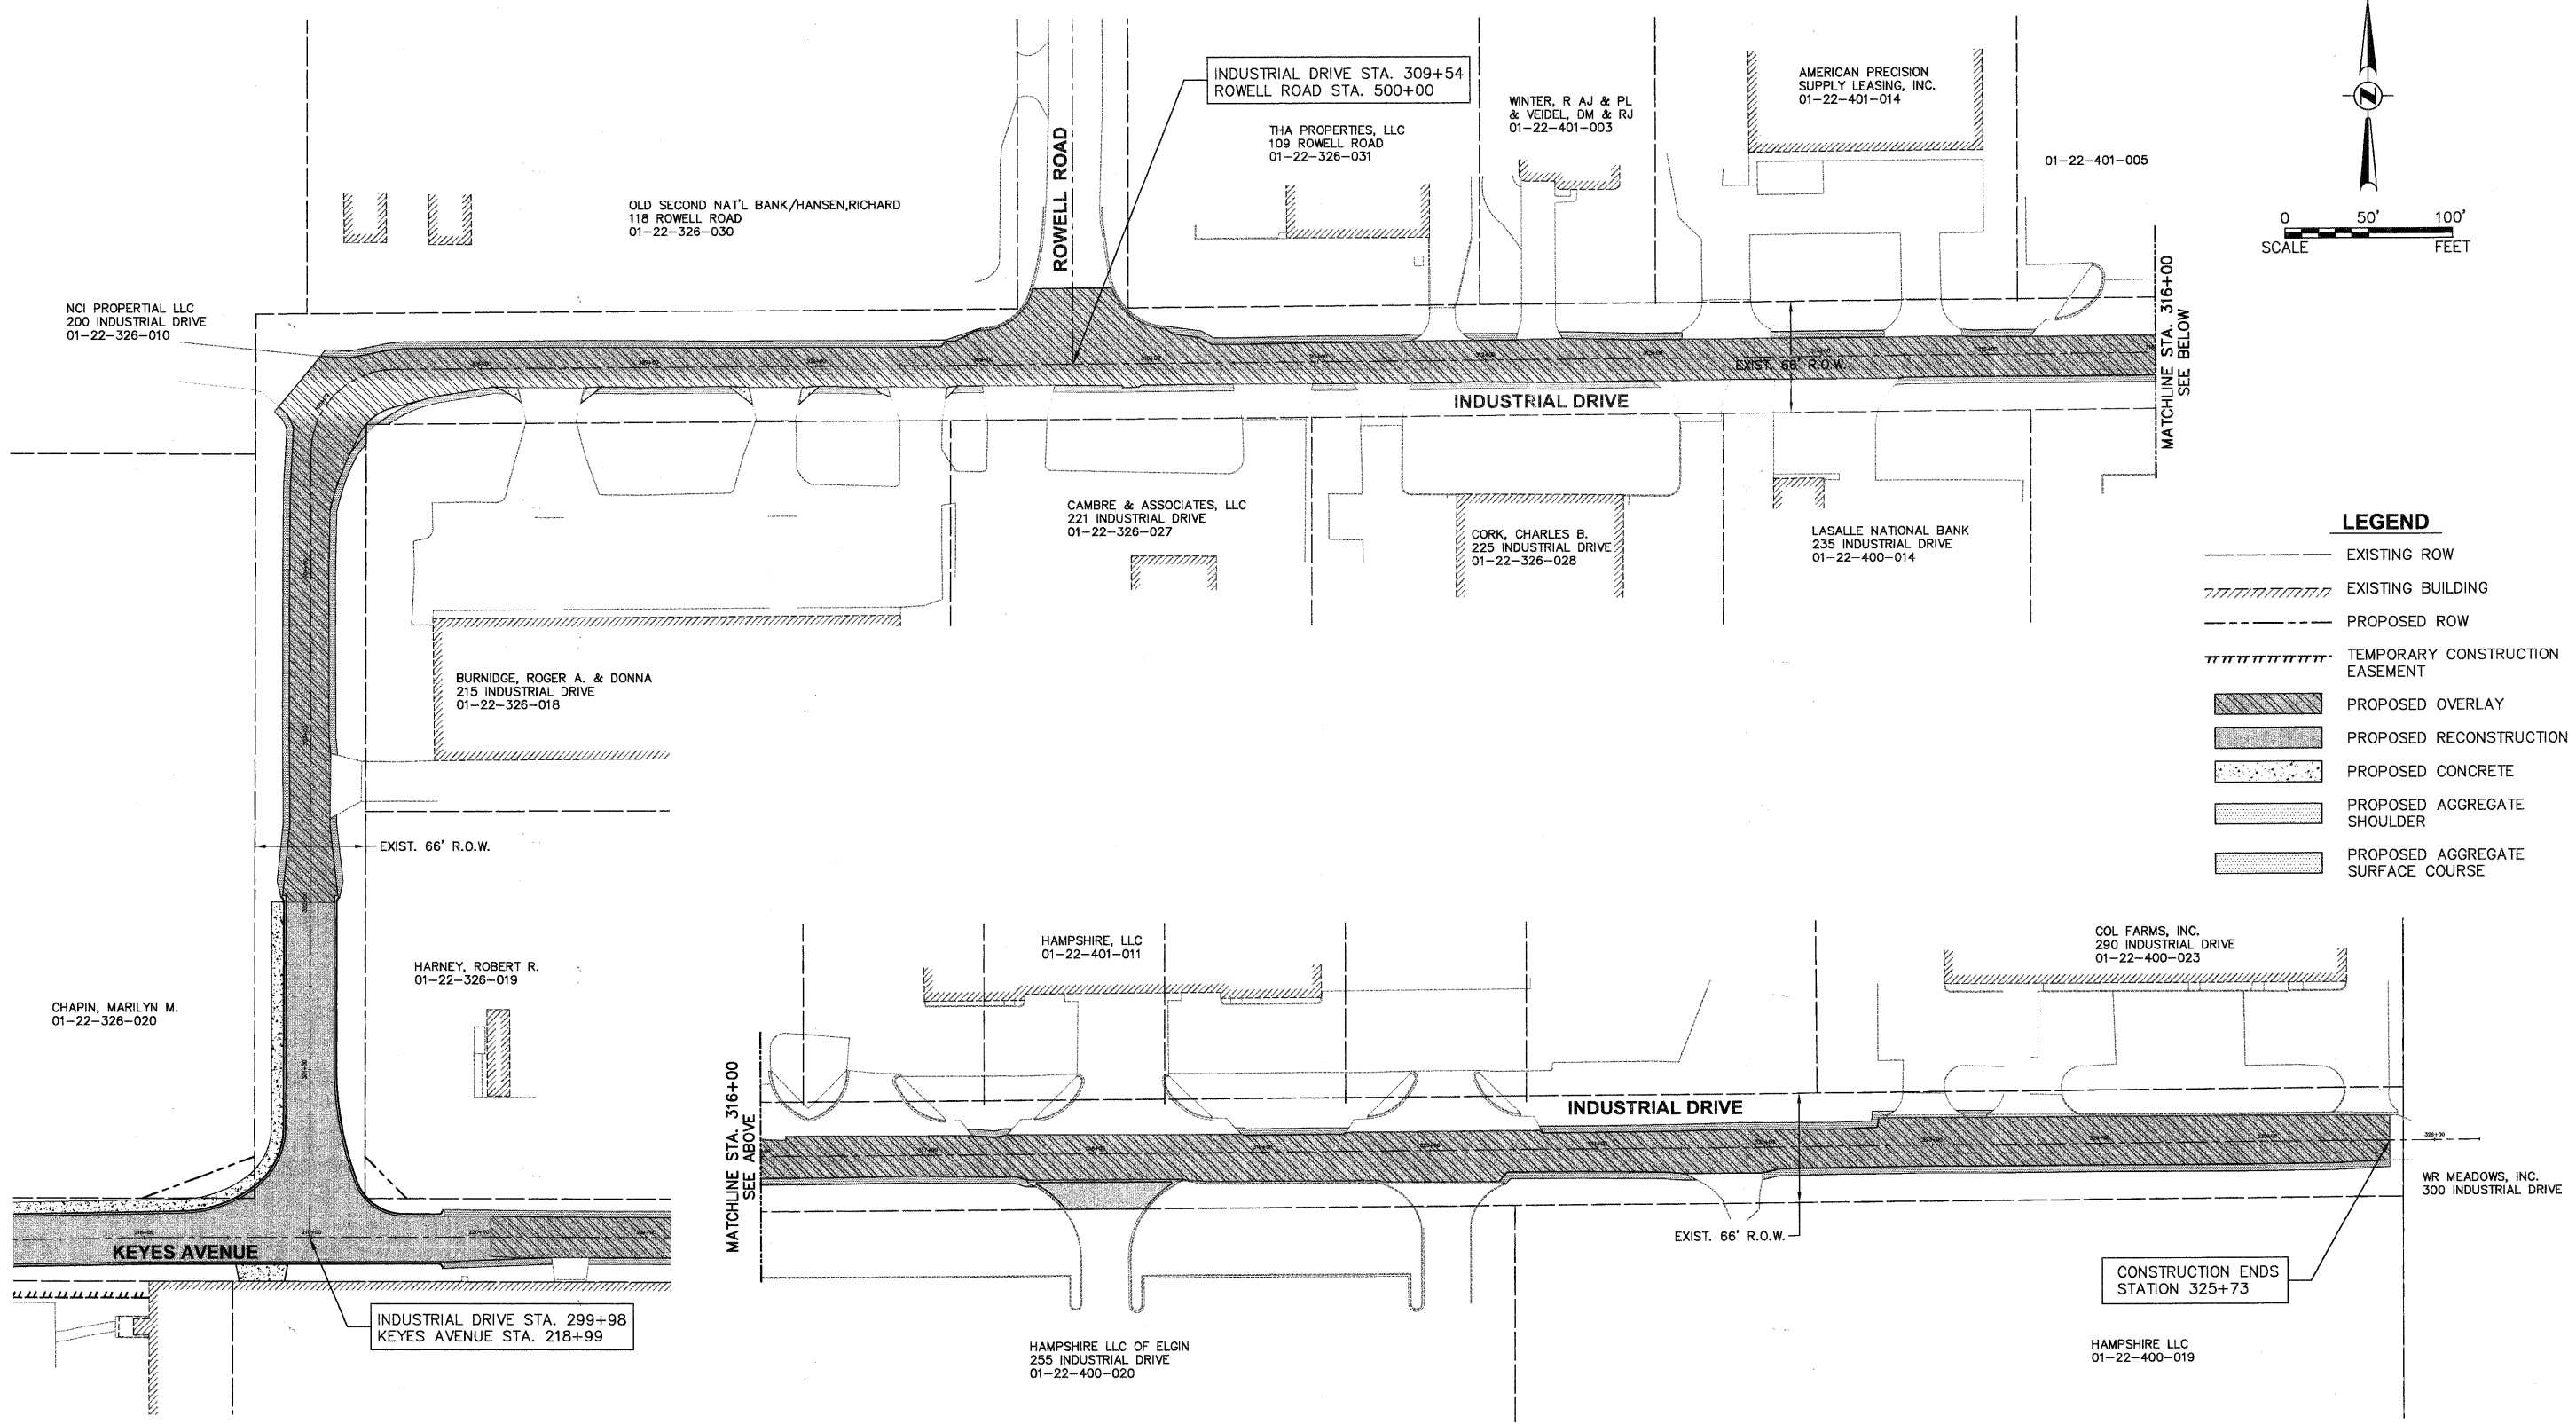 INDUSTRIAL DRIVE STA. 309+54
ROWELL ROAD STA. 500+00
ROWELL ROAD
THA PROPERTIES, LLC
109 ROWELL ROAD
01-22-326-031
WINTER, R AJ & PL
& VEIDEL, DM & RJ
01-22-401-003
AMERICAN PRECISION
SUPPLY LEASING, INC.
01-22-401-014
01-22-401-005
N
0 50' 100'
SCALE FEET
OLD SECOND NAT'L BANK/HANSEN,RICHARD
118 ROWELL ROAD
01-22-326-030
NCI PROPERTIAL LLC
200 INDUSTRIAL DRIVE
01-22-326-010
MATCHLINE STA. 316+00
SEE BELOW
EXIST. 66' R.O.W.
INDUSTRIAL DRIVE
CAMBRE & ASSOCIATES, LLC
221 INDUSTRIAL DRIVE
01-22-326-027
CORK, CHARLES B.
225 INDUSTRIAL DRIVE
01-22-326-028
LASALLE NATIONAL BANK
235 INDUSTRIAL DRIVE
01-22-400-014
BURNIDGE, ROGER A. & DONNA
215 INDUSTRIAL DRIVE
01-22-326-018
LEGEND
EXISTING ROW
EXISTING BUILDING
PROPOSED ROW
TEMPORARY CONSTRUCTION
EASEMENT
PROPOSED OVERLAY
PROPOSED RECONSTRUCTION
PROPOSED CONCRETE
PROPOSED AGGREGATE
SHOULDER
PROPOSED AGGREGATE
SURFACE COURSE
EXIST. 66' R.O.W.
HARNEY, ROBERT R.
01-22-326-019
CHAPIN, MARILYN M.
01-22-326-020
KEYES AVENUE
INDUSTRIAL DRIVE STA. 299+98
KEYES AVENUE STA. 218+99
HAMPSHIRE, LLC
01-22-401-011
COL FARMS, INC.
290 INDUSTRIAL DRIVE
01-22-400-023
MATCHLINE STA. 316+00
SEE ABOVE
INDUSTRIAL DRIVE
EXIST. 66' R.O.W.
WR MEADOWS, INC.
300 INDUSTRIAL DRIVE
CONSTRUCTION ENDS
STATION 325+73
HAMPSHIRE LLC OF ELGIN
255 INDUSTRIAL DRIVE
01-22-400-020
HAMPSHIRE LLC
01-22-400-019